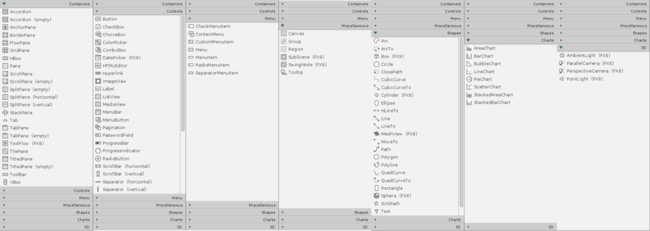 Containers
Accordion
Accordion (empty)
AnchorPane
BorderPane
FlowPane
GridPane
HBox
Pane
ScrollPane
ScrollPane (empty)
SplitPane (empty)
SplitPane (horizontal)
SplitPane (vertical)
StackPane
Tab
TabPane
TabPane (empty)
TextFlow (FX8)
TilePane
TitledPane
TitledPane (empty)
ToolBar
VBox
Controls
Menu
Miscellaneous
Shapes
Charts
3D
Containers
Controls
Button
CheckBox
ChoiceBox
ColorPicker
ComboBox
DatePicker (FX8)
HTMLEditor
Hyperlink
ImageView
Label
ListView
MediaView
MenuBar
MenuButton
Pagination
PasswordField
ProgressBar
ProgressIndicator
RadioButton
ScrollBar (horizontal)
ScrollBar (vertical)
Separator (horizontal)
Separator (vertical)
Menu
Miscellaneous
Shapes
Charts
3D
Containers
Controls
Menu
CheckMenuItem
ContextMenu
CustomMenuItem
Menu
MenuItem
RadioMenuItem
SeparatorMenuItem
Miscellaneous
Shapes
Charts
3D
Containers
Controls
Menu
Miscellaneous
Canvas
Group
Region
SubScene (FX8)
SwingNode (FX8)
Tooltip
Shapes
Charts
3D
Containers
Controls
Menu
Miscellaneous
Shapes
Arc
ArcTo
Box (FX8)
Circle
ClosePath
CubicCurve
CubicCurveTo
Cylinder (FX8)
Ellipse
HLineTo
Line
LineTo
MeshView (FX8)
MoveTo
Path
Polygon
Polyline
QuadCurve
QuadCurveTo
Rectangle
Sphere (FX8)
SVGPath
Text
Charts
3D
Containers
Controls
Menu
Miscellaneous
Shapes
Charts
AreaChart
BarChart
BubbleChart
LineChart
PieChart
ScatterChart
StackedAreaChart
StackedBarChart
3D
Containers
Controls
Menu
Miscellaneous
Shapes
Charts
3D
AmbientLight (FX8)
ParallelCamera (FX8)
PerspectiveCamera (FX8)
PointLight (FX8)